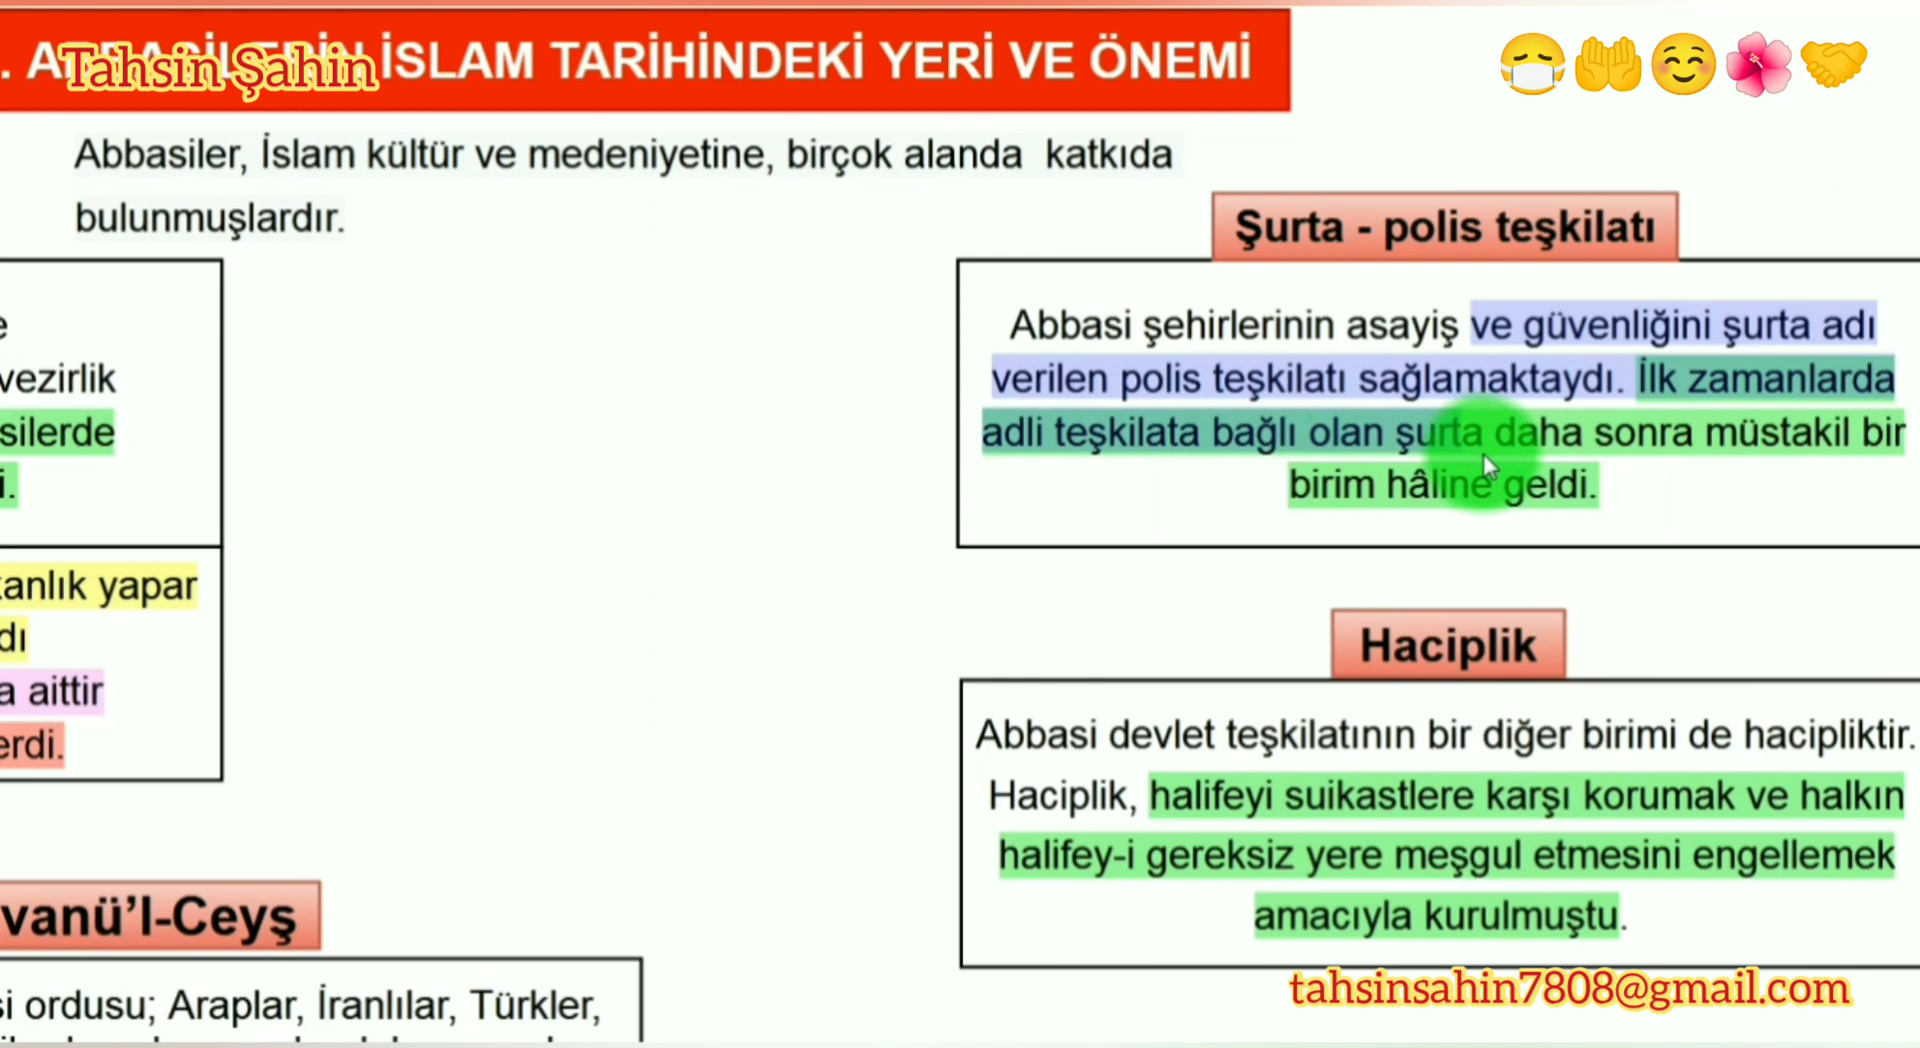 . A İSLAM TARİHİNDEKİ YERİ VE ÖNEMİ
Tahsin Şahin
Abbasiler, İslam kültür ve medeniyetine, birçok alanda katkıda
bulunmuşlardır.
Şurta - polis teşkilatı
Abbasi şehirlerinin asayiş ve güvenliğini şurta adı
verilen polis teşkilatı sağlamaktaydı. İlk zamanlarda
adli teşkilata bağlı olan şurta daha sonra müstakil bir
birim hâline geldi.
e
vezirlik
silerde
i.
anlık yapar
dı
a aittir
erdi.
Haciplik
Abbasi devlet teşkilatının bir diğer birimi de hacipliktir.
Haciplik, halifeyi suikastlere karşı korumak ve halkın
halifey-i gereksiz yere meşgul etmesini engellemek
amacıyla kurulmuştu.
vanü’l-Ceyş
i ordusu; Araplar, İranlılar, Türkler,
tahsinsahin7808@gmail.com